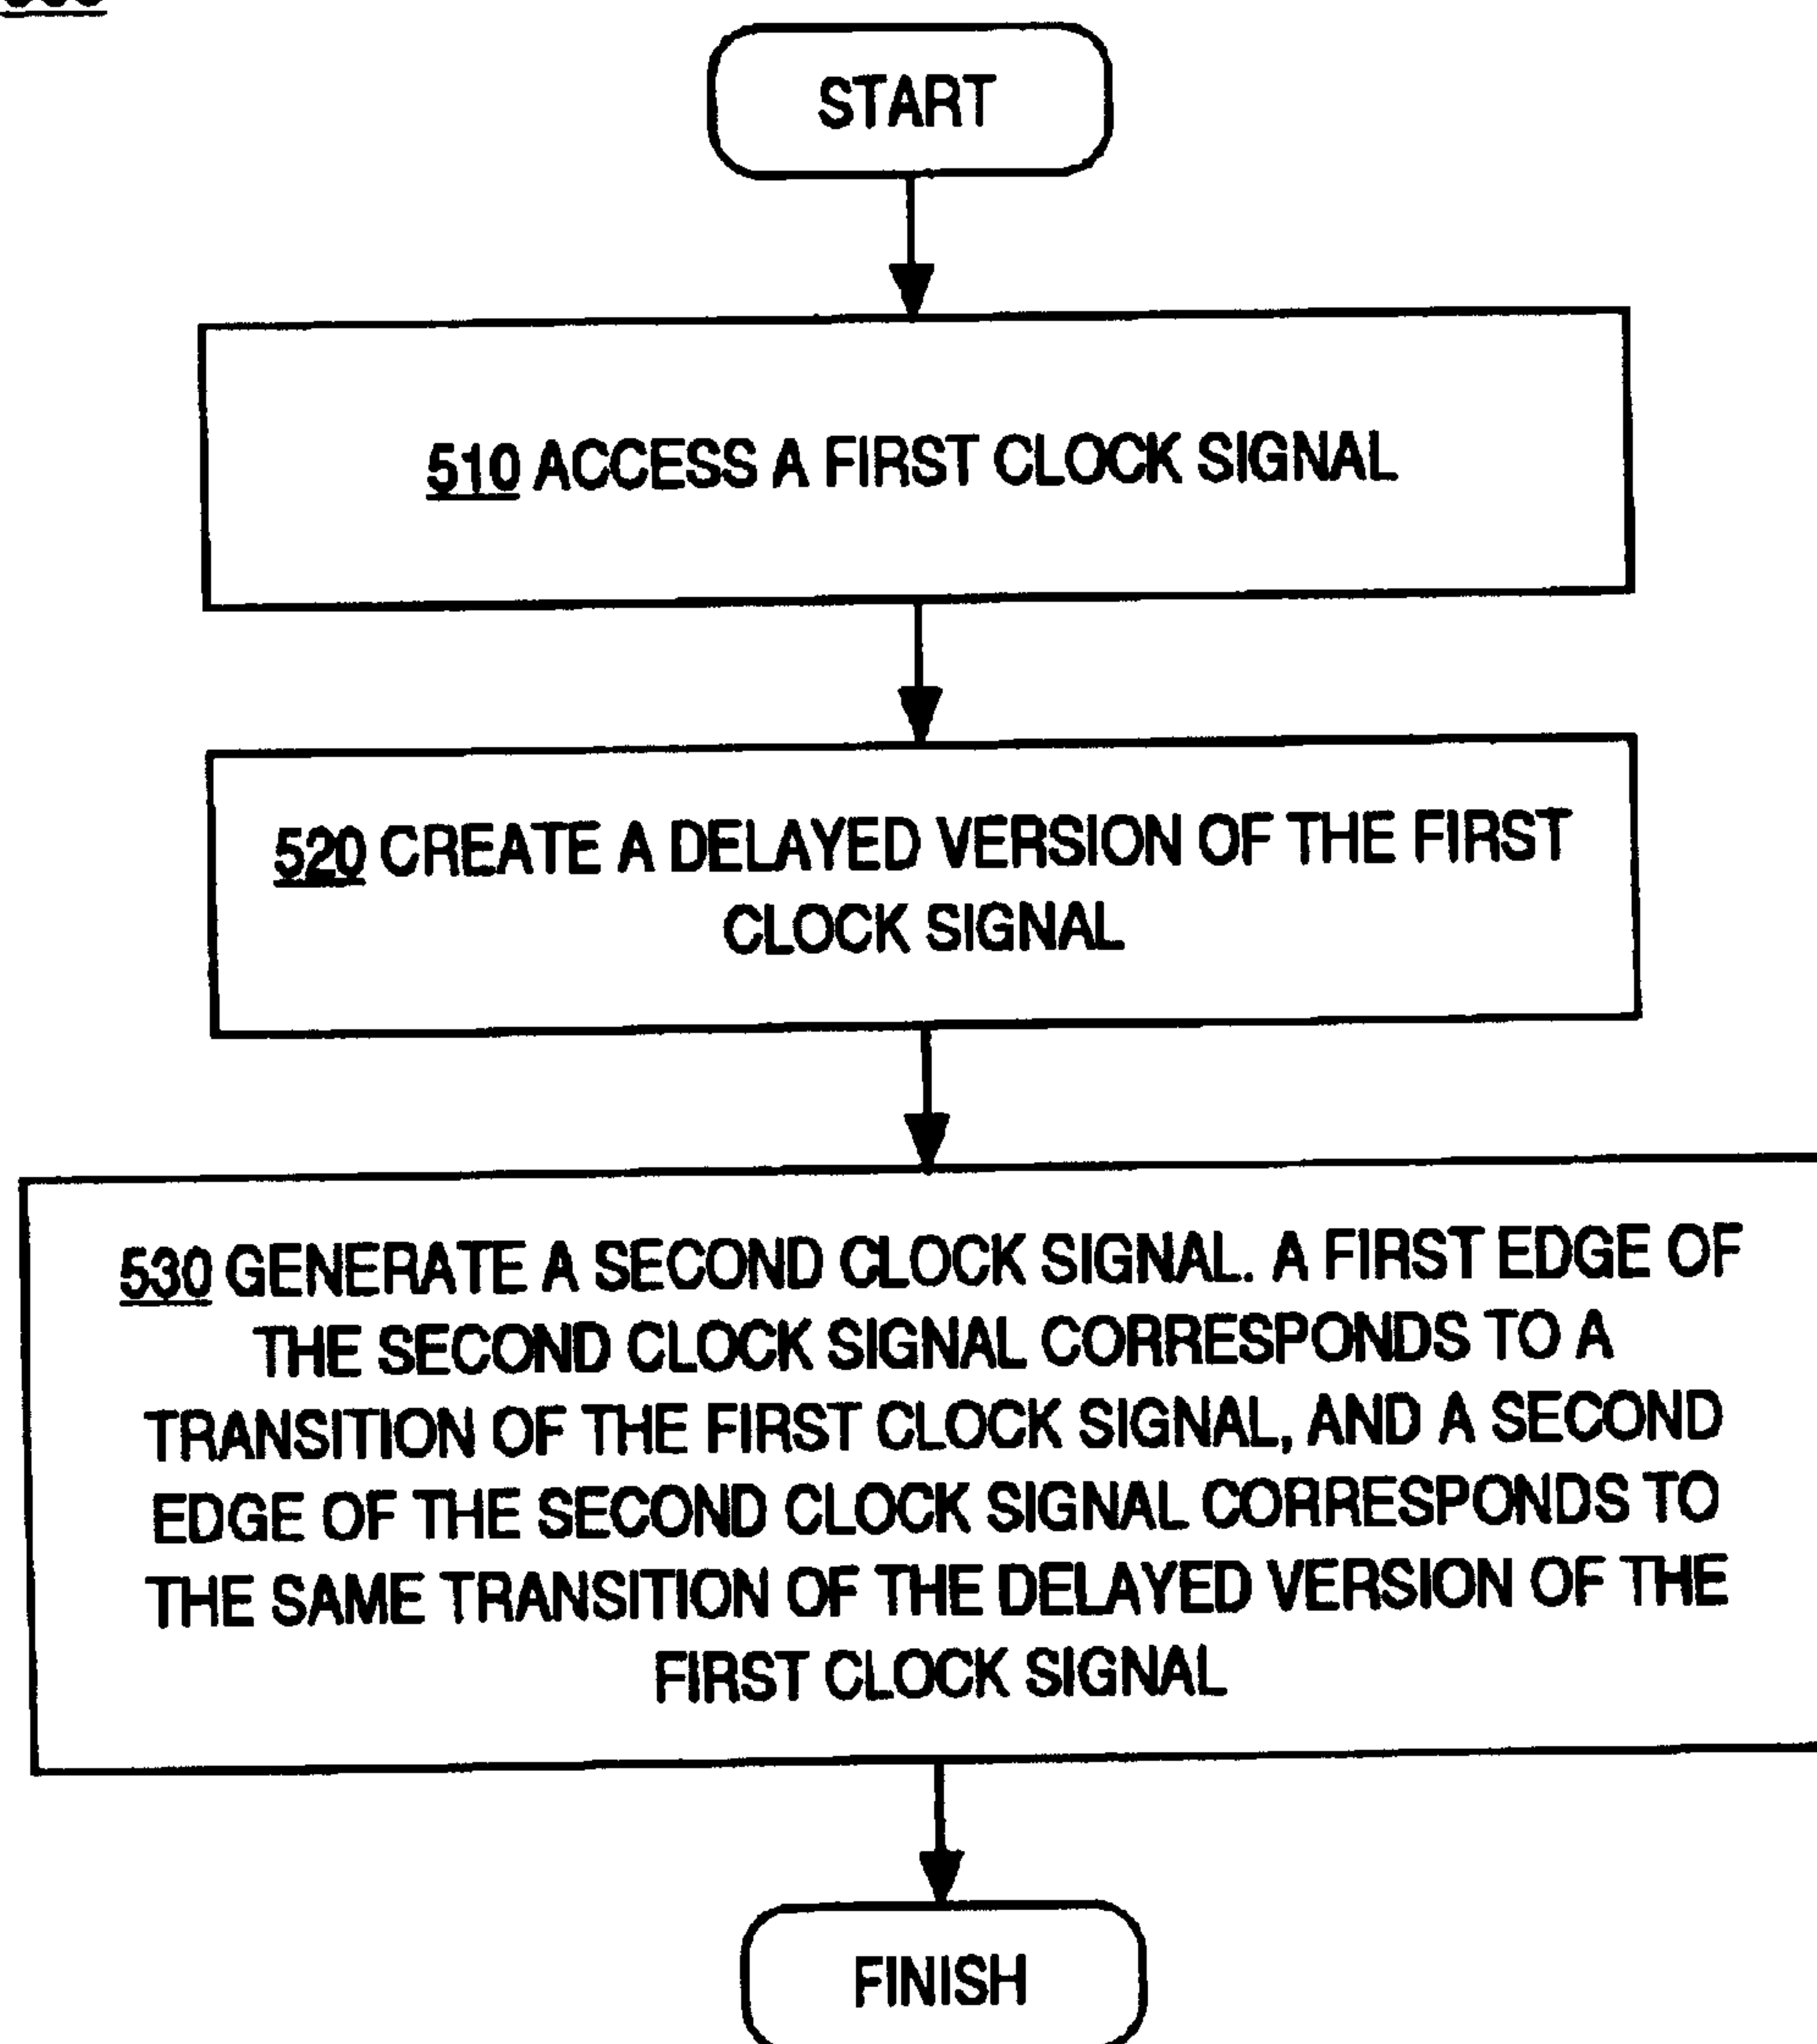 START
510 ACCESS A FIRST CLOCK SIGNAL
520 CREATE A DELAYED VERSION OF THE FIRST
CLOCK SIGNAL
530 GENERATE A SECOND CLOCK SIGNAL. A FIRST EDGE OF
THE SECOND CLOCK SIGNAL CORRESPONDS TO A
TRANSITION OF THE FIRST CLOCK SIGNAL, AND A SECOND
EDGE OF THE SECOND CLOCK SIGNAL CORRESPONDS TO
THE SAME TRANSITION OF THE DELAYED VERSION OF THE
FIRST CLOCK SIGNAL
FINISH